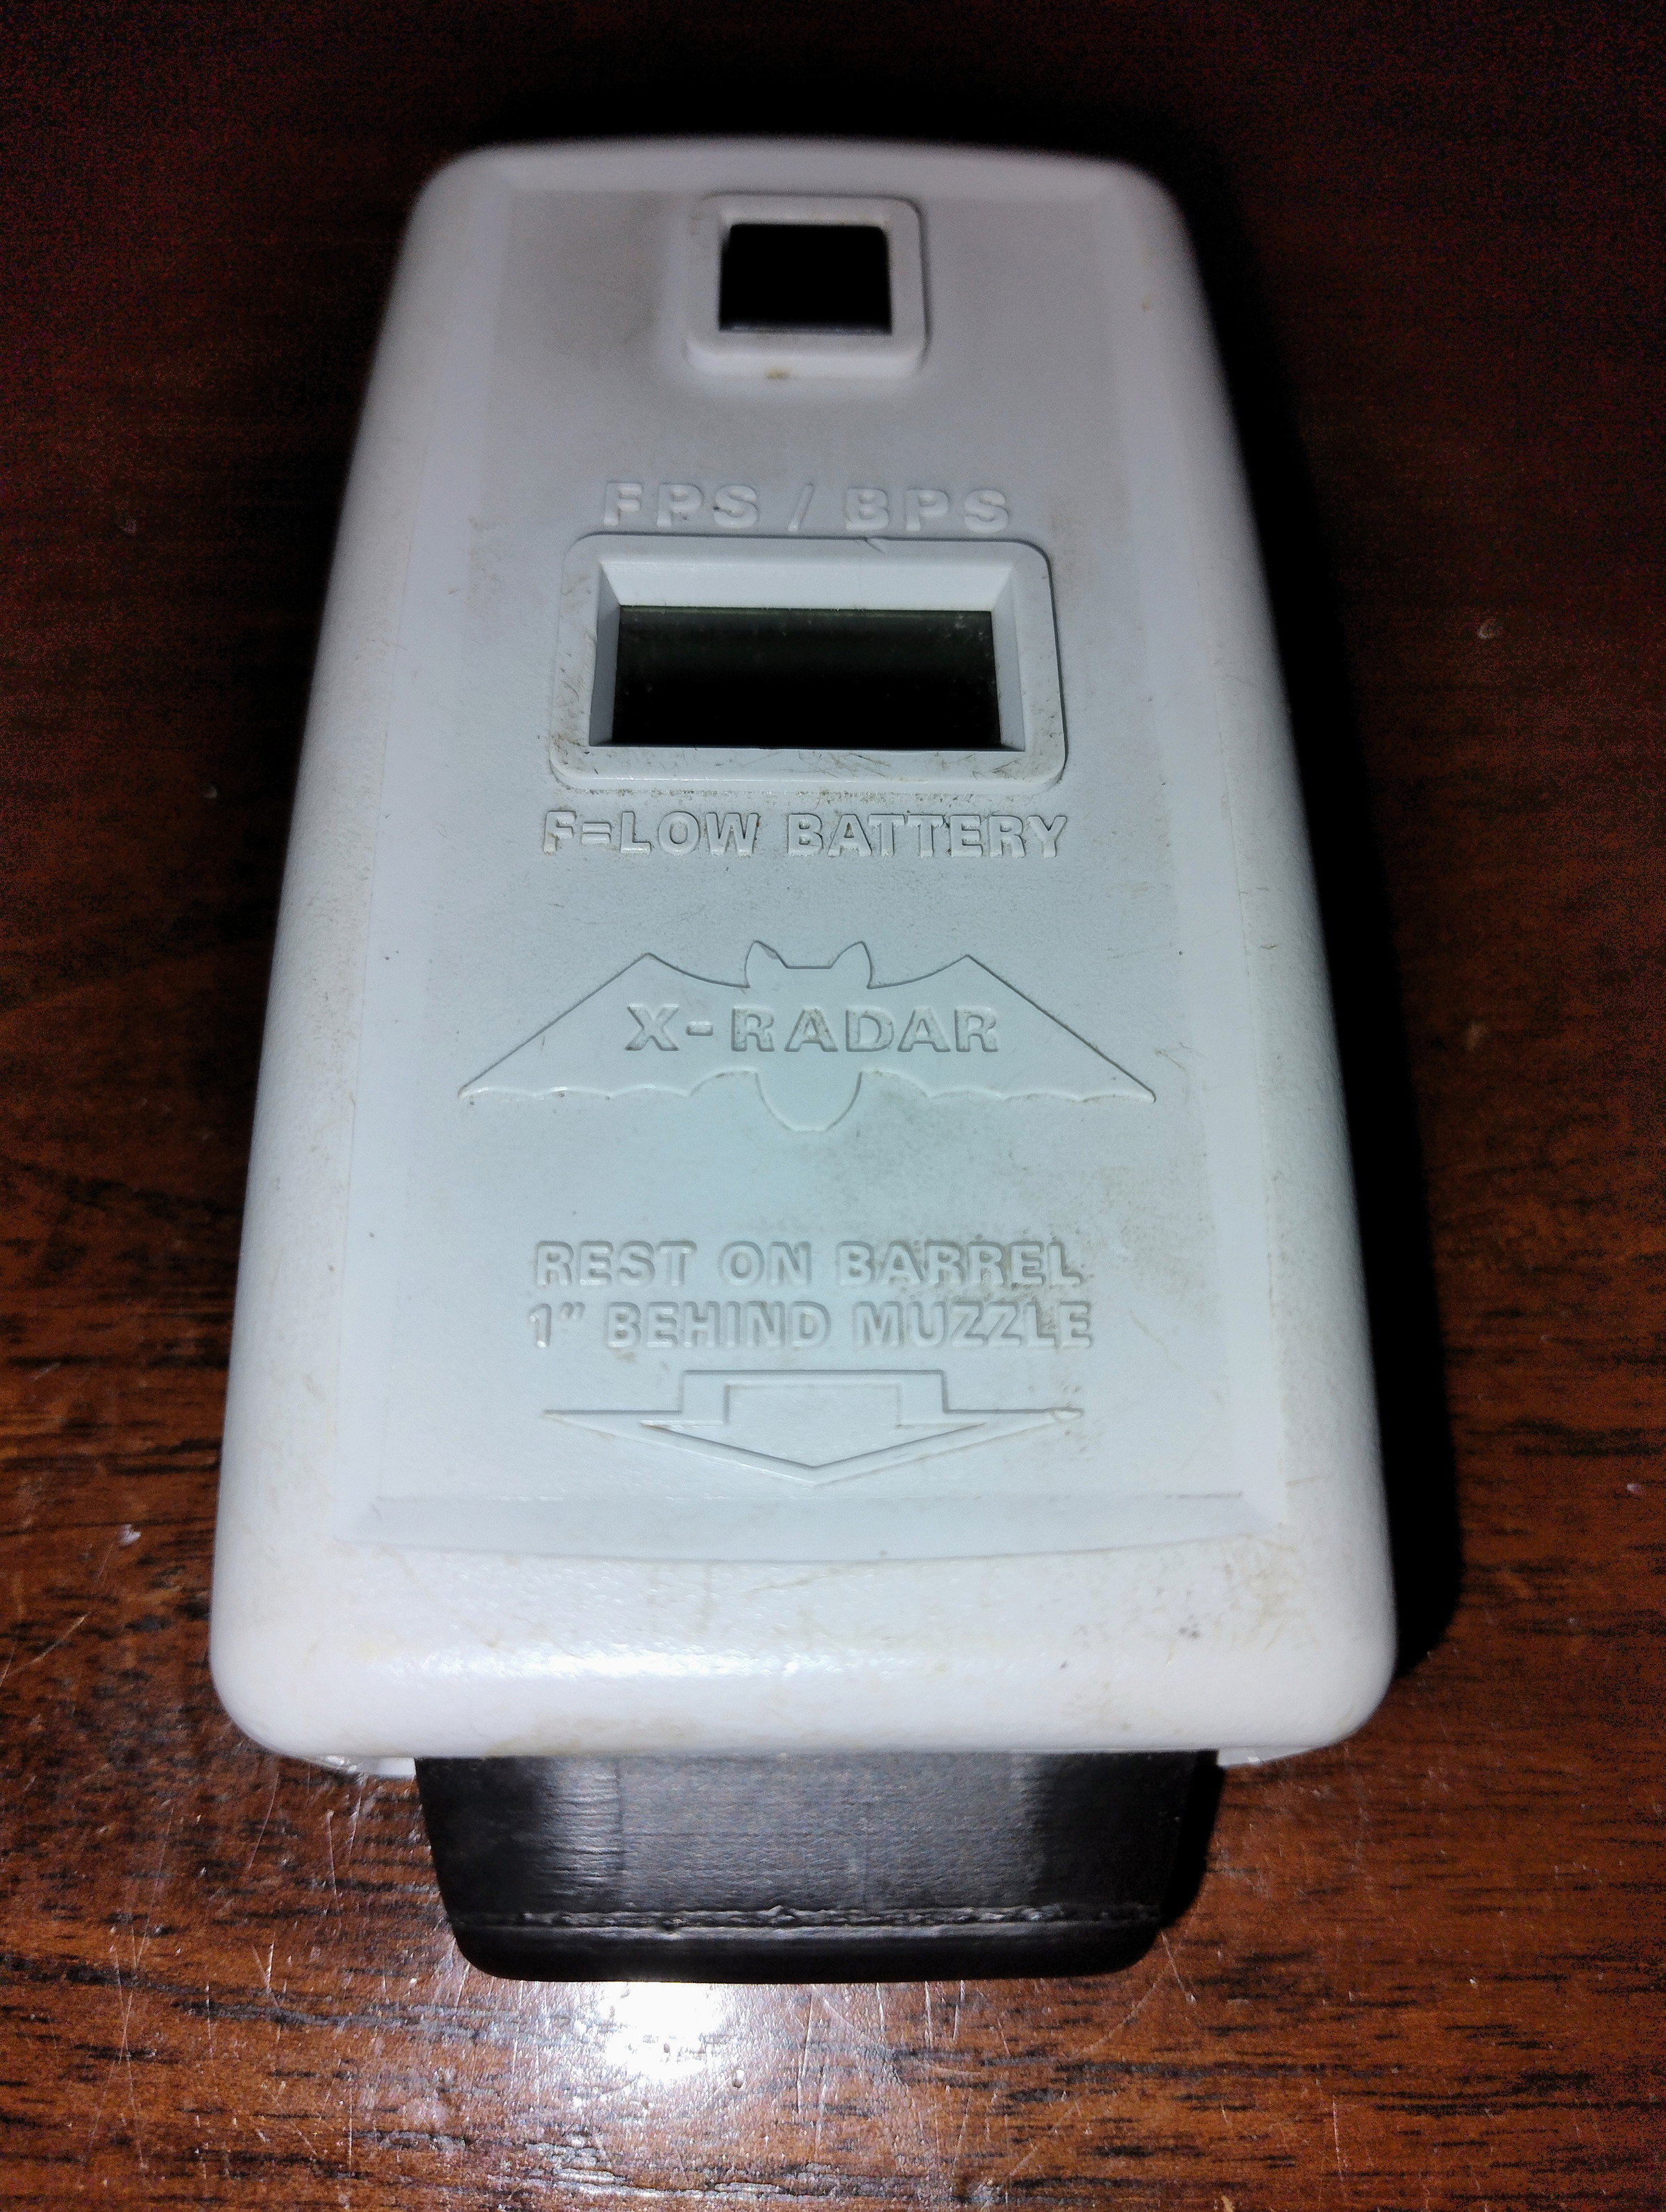 FPS / BPS
F=LOW BATTERY
X-RADAR
REST ON BARREL
1" BEHIND MUZZLE